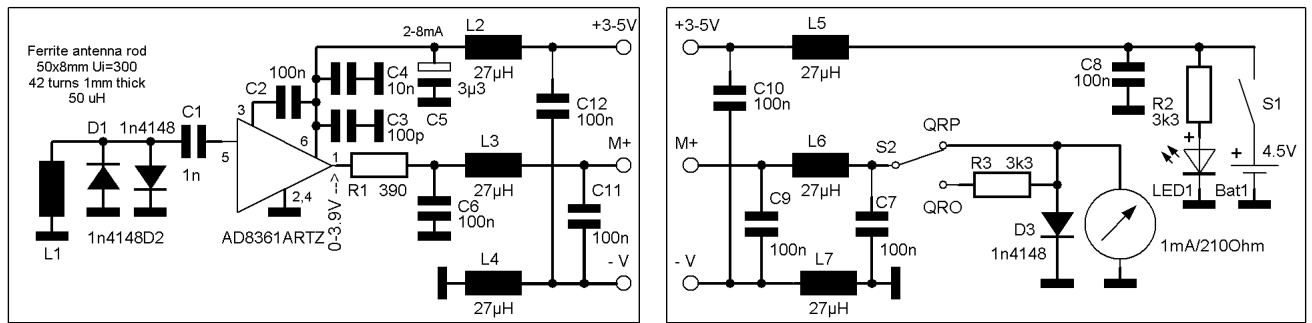 Ferrite antenna rod
50x8mm Ui=300
42 turns 1mm thick
50 uH
D1
1n4148
C1
1n
L1
1n4148D2
100n
C2
3
5
6
1
2,4
AD8361ARTZ
0-3.9V-->
C4
10n
C3
100p
2-8mA
3µ3
C5
L2
27µH
+3-5V
C12
100n
R1
390
L3
27µH
M+
C6
100n
C11
100n
L4
27µH
- V
+3-5V
L5
27µH
C10
100n
C8
100n
R2
3k3
S1
M+
L6
27µH
S2
QRP
R3
3k3
QRO
+
LED1
+
4.5V
Bat1
C9
100n
C7
100n
D3
1n4148
1mA/210Ohm
- V
L7
27µH